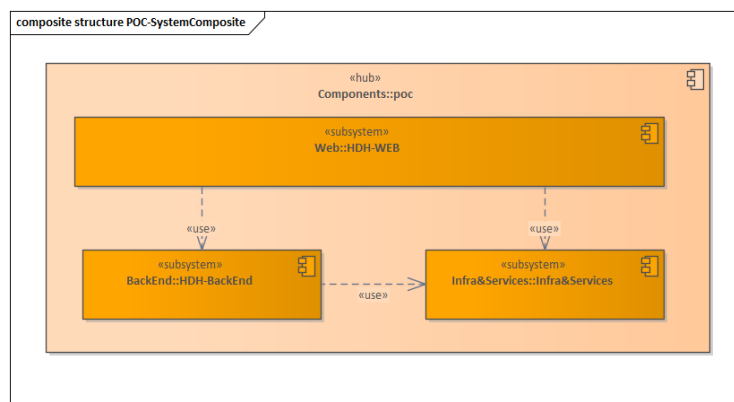 composite structure POC-SystemComposite
«hub»
Components::poc
«subsystem»
Web::HDH-WEB
«use»
«use»
«subsystem»
BackEnd::HDH-BackEnd
«subsystem»
Infra&Services::Infra&Services
«use»